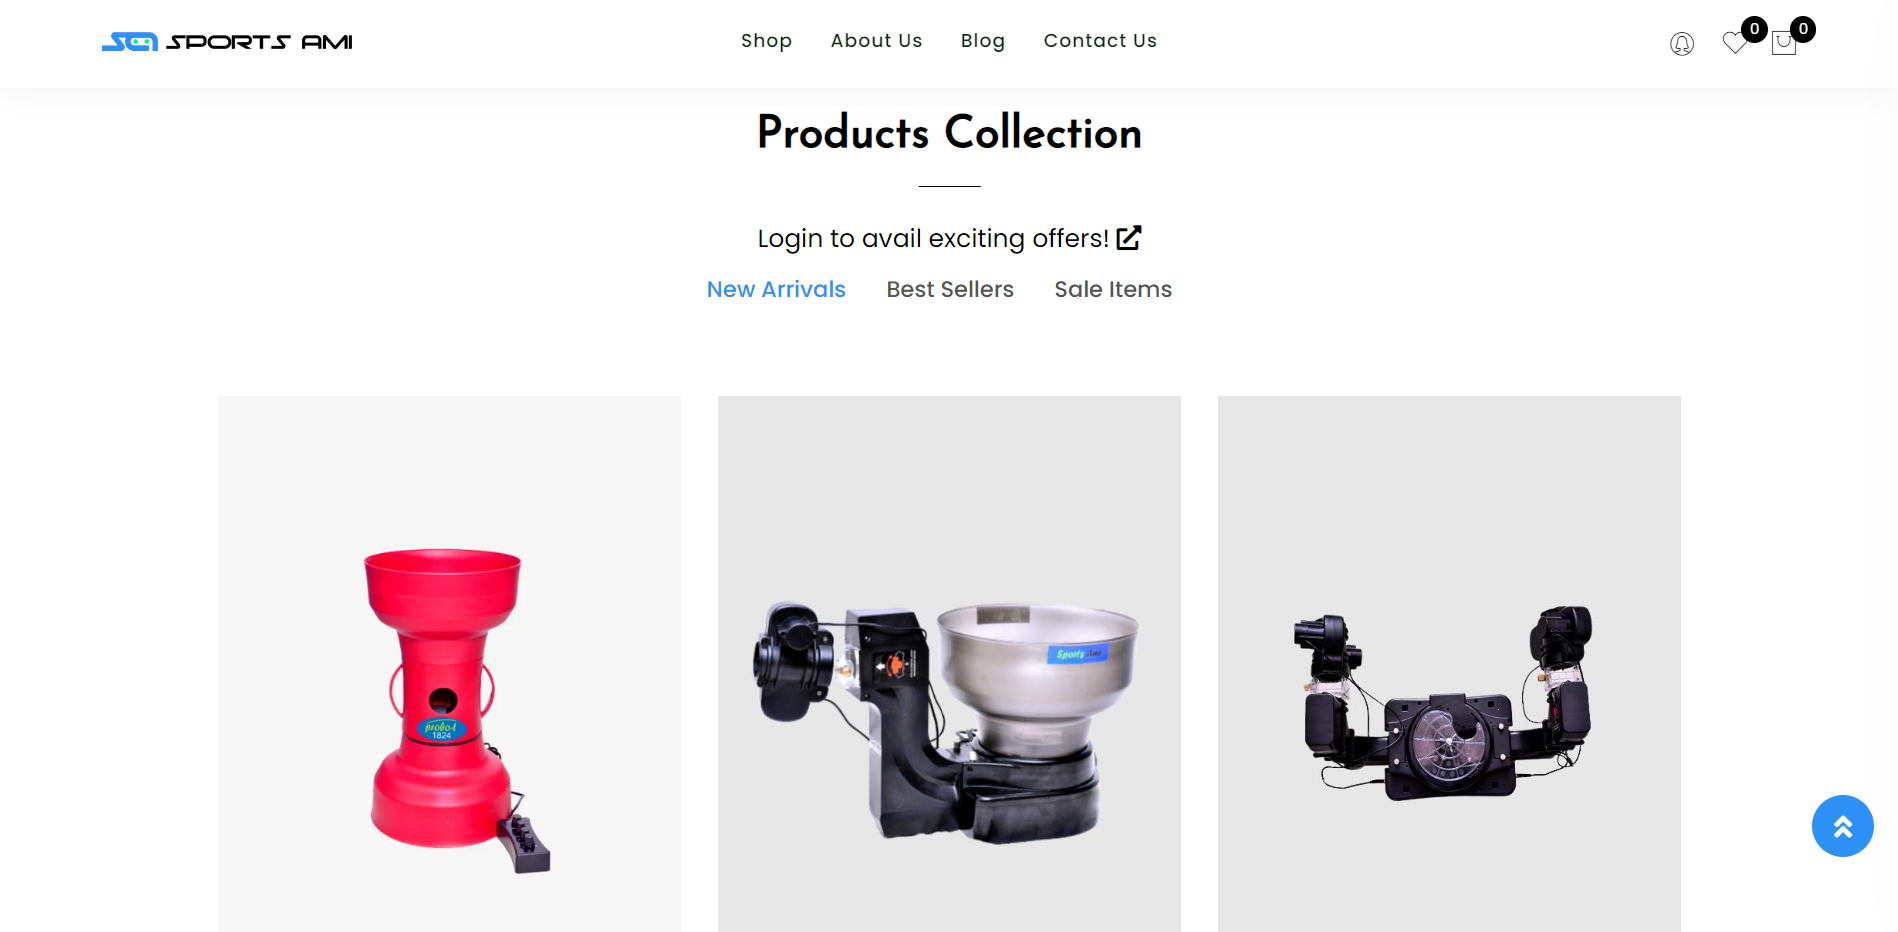 SPORTS AMI
Shop About Us Blog Contact Us
0 0
Products Collection
Login to avail exciting offers!
New Arrivals Best Sellers Sale Items
Sports Ami
probo-t
1824